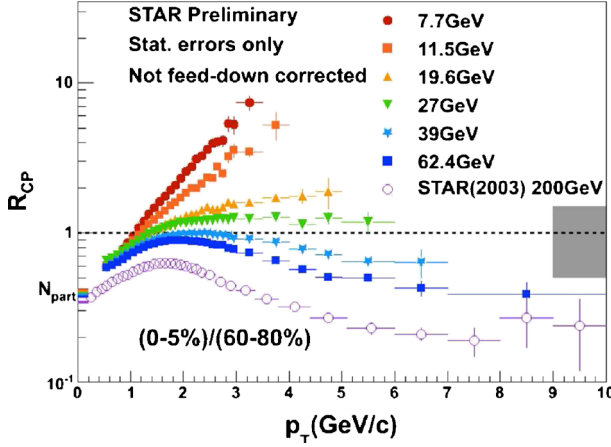 STAR Preliminary
Stat. errors only
Not feed-down corrected
7.7GeV
11.5GeV
19.6GeV
27GeV
39GeV
62.4GeV
STAR(2003) 200GeV
10
1
10⁻¹
R_CP
N_part
(0-5%)/(60-80%)
0 1 2 3 4 5 6 7 8 9 10
p_T(GeV/c)